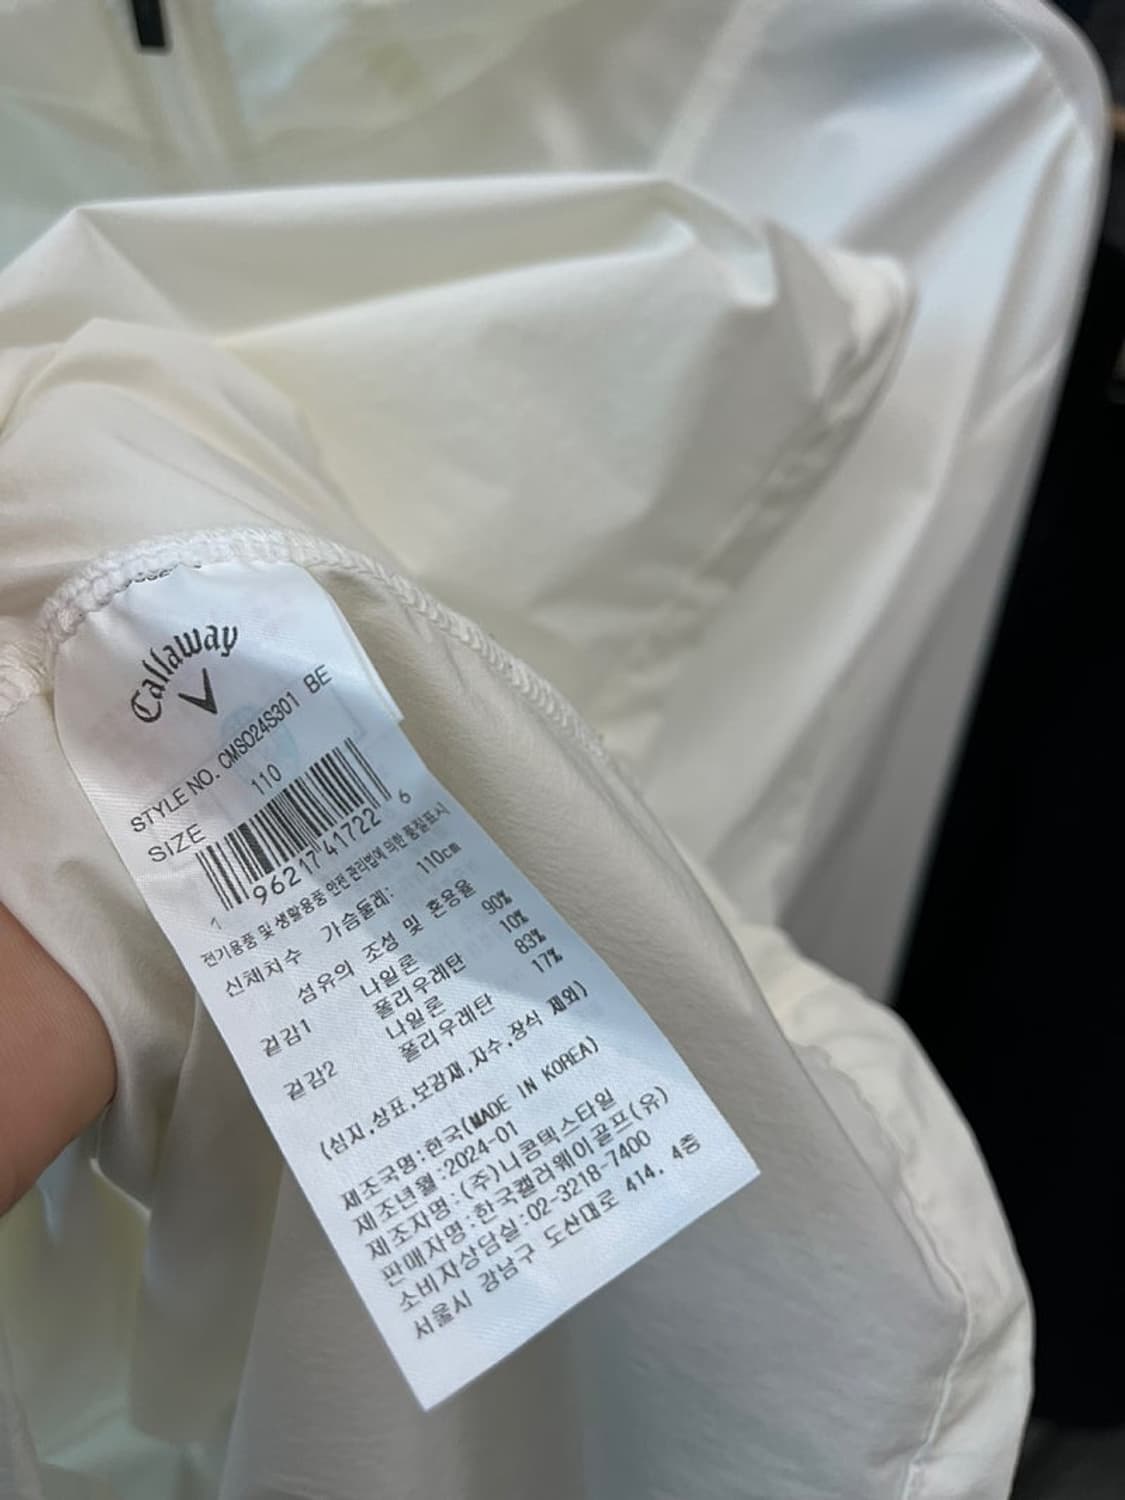 Callaway
STYLE NO. CMSO24S301 BE
SIZE 110
1 96217 41722 6
전기용품 및 생활용품 안전 관리법에 의한 품질표시
신체치수 가슴둘레: 110cm
섬유의 조성 및 혼용율
겉감1 나일론 90%
폴리우레탄 10%
겉감2 나일론 83%
폴리우레탄 17%
(심지,상표,보강재,자수,장식 제외)
제조국명:한국(MADE IN KOREA)
제조년월:2024-01
제조자명:(주)니콤텍스타일
판매자명:한국캘러웨이골프(유)
소비자상담실:02-3218-7400
서울시 강남구 도산대로 414, 4층